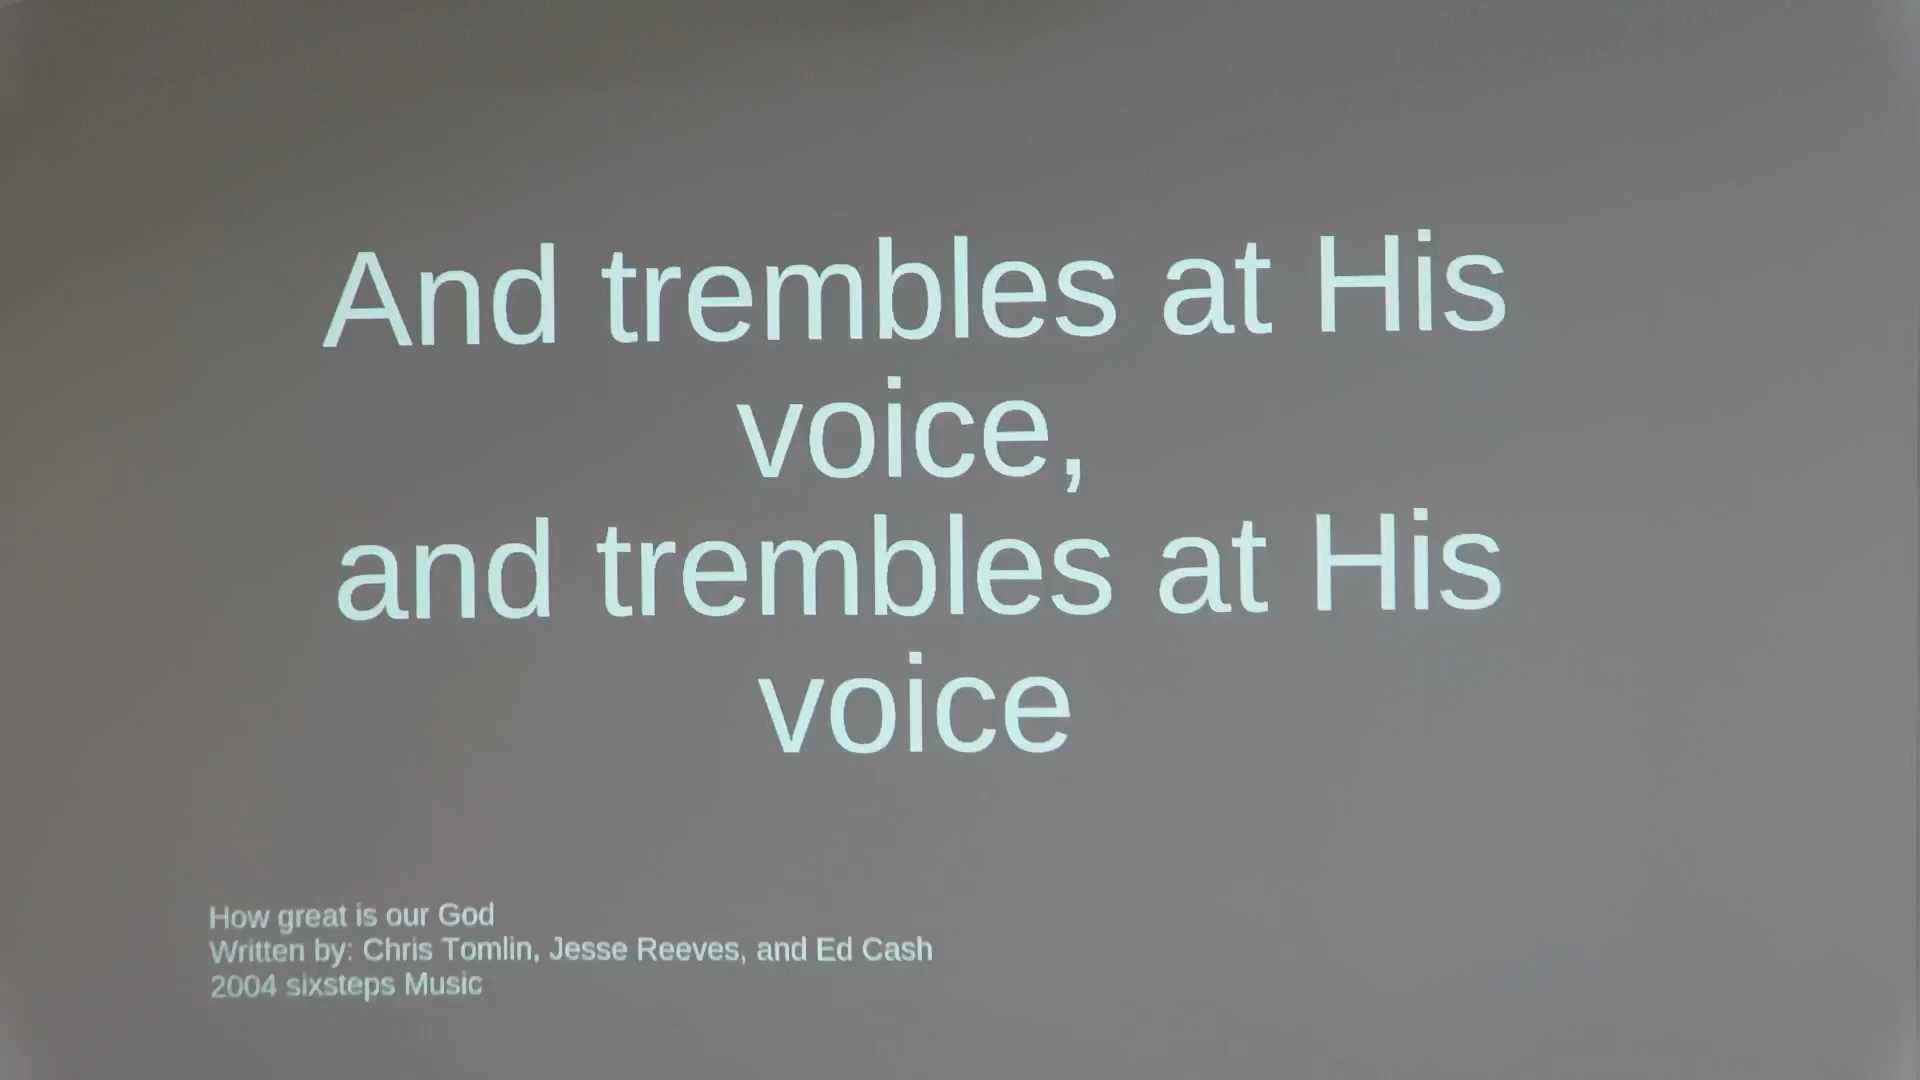 And trembles at His
voice,
and trembles at His
voice
How great is our God
Written by: Chris Tomlin, Jesse Reeves, and Ed Cash
2004 sixsteps Music